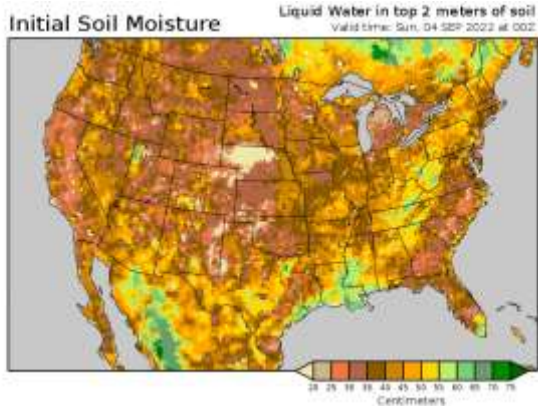 Initial Soil Moisture
Liquid Water in top 2 meters of soil
Valid time: Sun, 04 SEP 2022 at 00Z
20 25 30 35 40 45 50 55 60 65 70 75
Centimeters